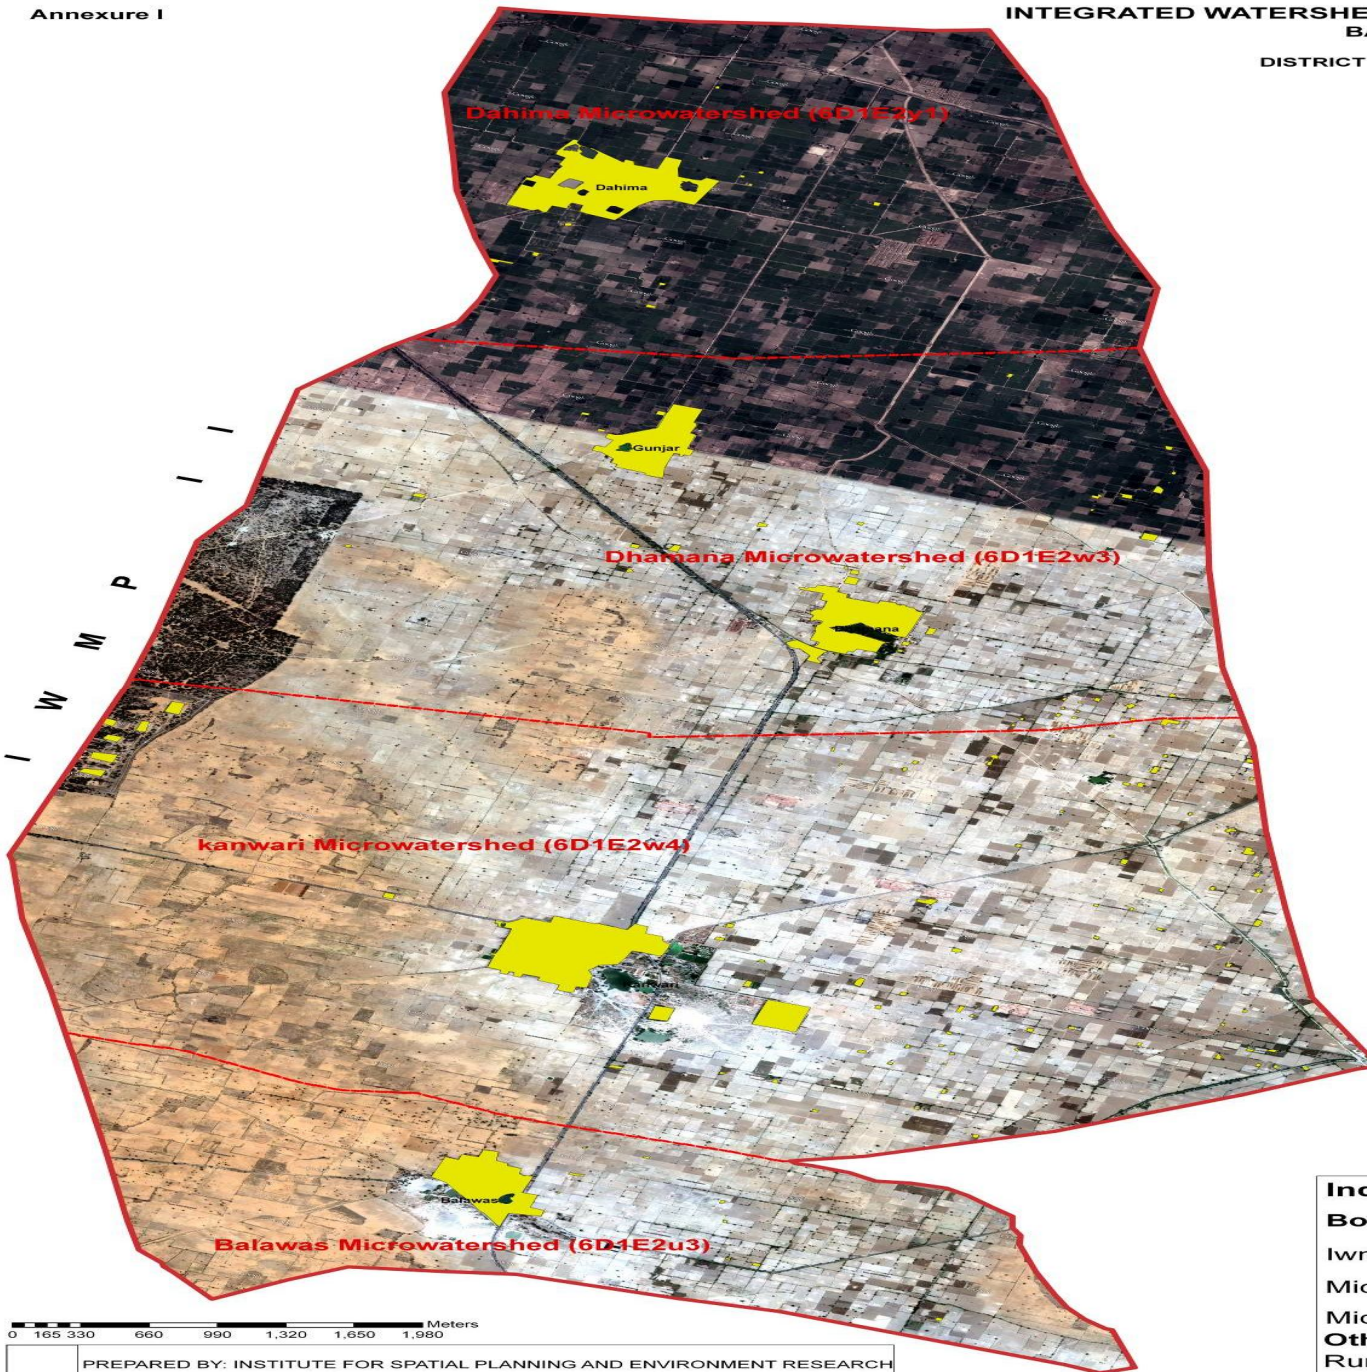 Annexure I
INTEGRATED WATERSHE
BA
DISTRICT
Dahima Microwatershed (6D1E2y1)
Dahima
Gunjar
I W M P I I
Dhamana Microwatershed (6D1E2w3)
kanwari Microwatershed (6D1E2w4)
Balawas
Balawas Microwatershed (6D1E2u3)
Meters
0 165 330 660 990 1,320 1,650 1,980
PREPARED BY: INSTITUTE FOR SPATIAL PLANNING AND ENVIRONMENT RESEARCH
Ind
Bo
Iwr
Mic
Mic
Oth
Rur